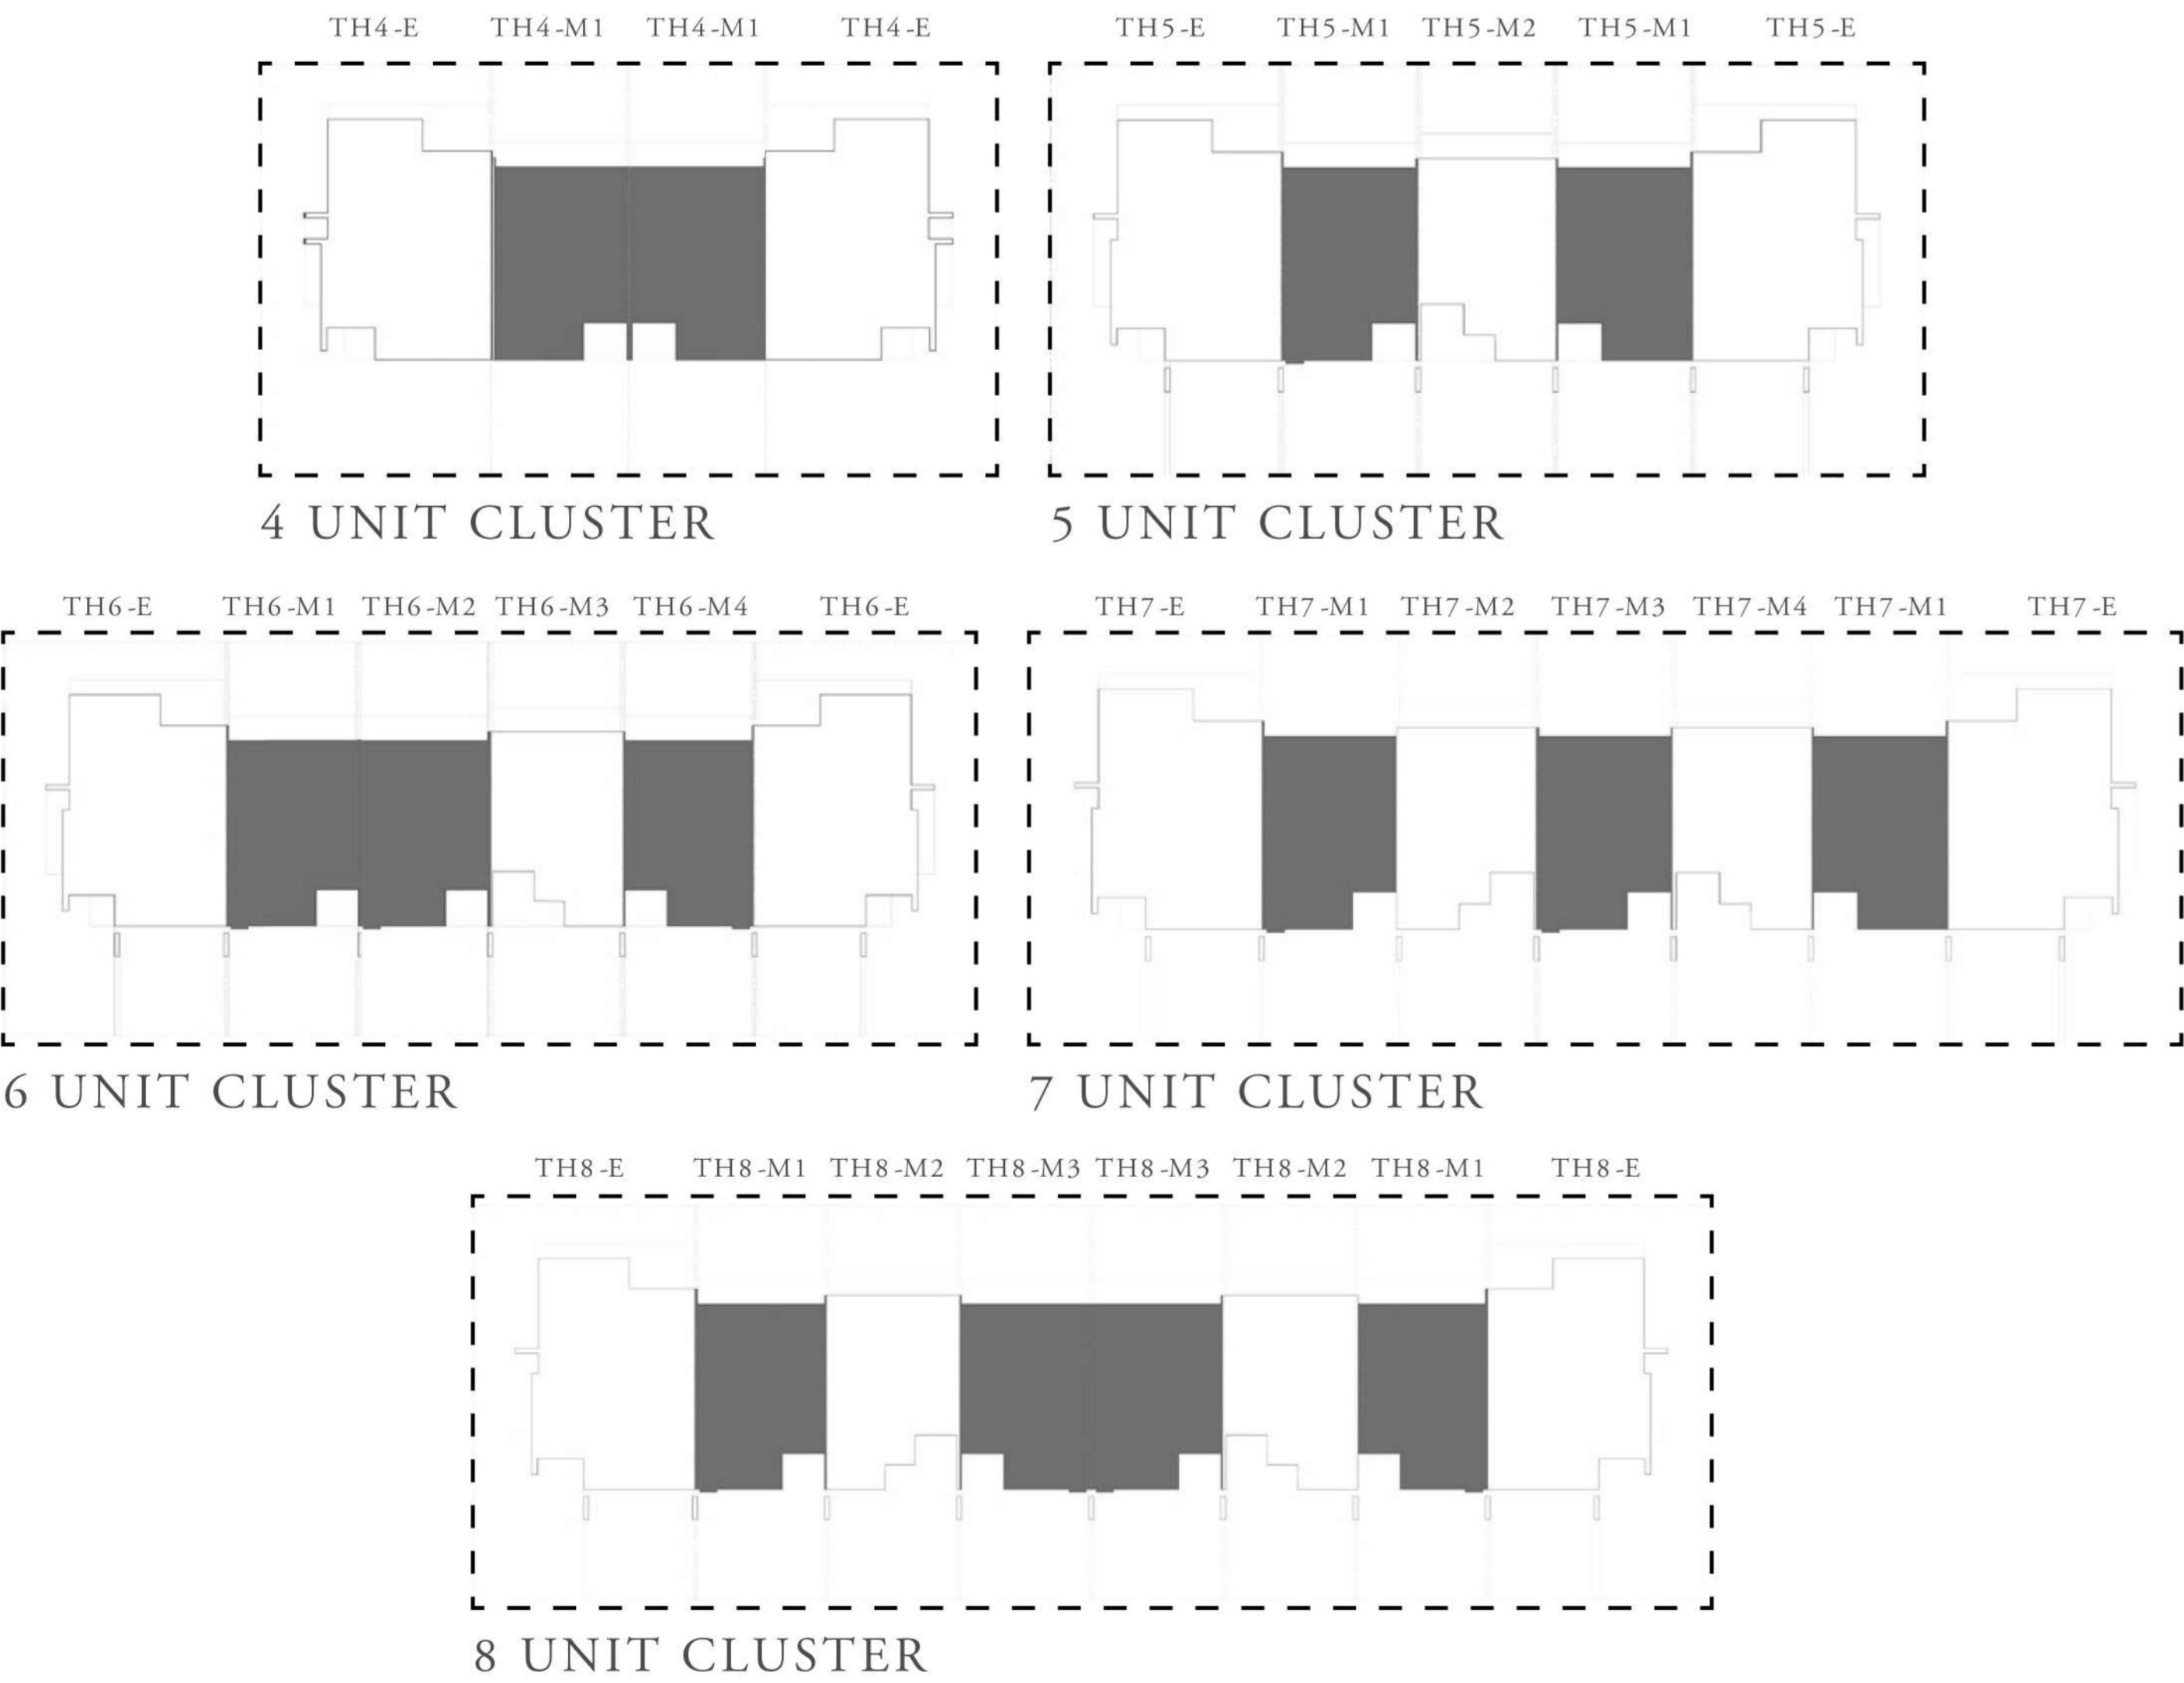 TH4-E TH4-M1 TH4-M1 TH4-E
TH5-E TH5-M1 TH5-M2 TH5-M1 TH5-E
4 UNIT CLUSTER
5 UNIT CLUSTER
TH6-E TH6-M1 TH6-M2 TH6-M3 TH6-M4 TH6-E
TH7-E TH7-M1 TH7-M2 TH7-M3 TH7-M4 TH7-M1 TH7-E
6 UNIT CLUSTER
7 UNIT CLUSTER
TH8-E TH8-M1 TH8-M2 TH8-M3 TH8-M3 TH8-M2 TH8-M1 TH8-E
8 UNIT CLUSTER